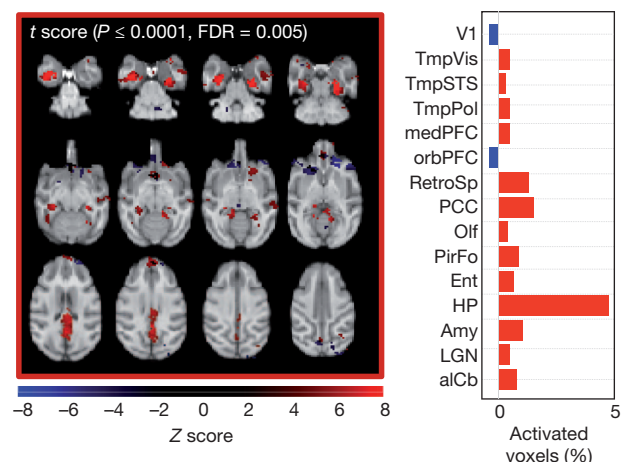 t score (P ≤ 0.0001, FDR = 0.005)
−8 −6 −4 −2 0 2 4 6 8
Z score
V1
TmpVis
TmpSTS
TmpPol
medPFC
orbPFC
RetroSp
PCC
Olf
PirFo
Ent
HP
Amy
LGN
alCb
0 5
Activated
voxels (%)